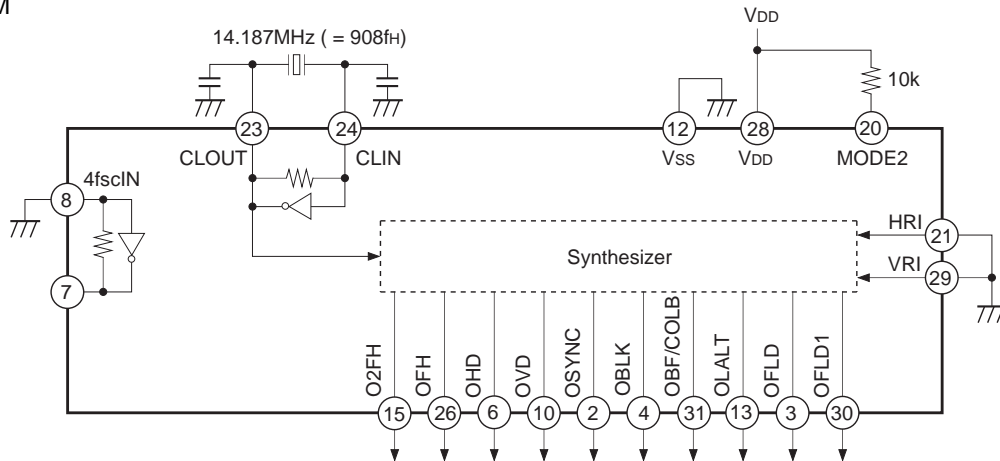 M
VDD
14.187MHz ( = 908fH)
10k
23
24
12
28
20
CLOUT
CLIN
VSS
VDD
MODE2
4fscIN
8
HRI
21
Synthesizer
VRI
29
7
O2FH
OFH
OHD
OVD
OSYNC
OBLK
OBF/COLB
OLALT
OFLD
OFLD1
15
26
6
10
2
4
31
13
3
30